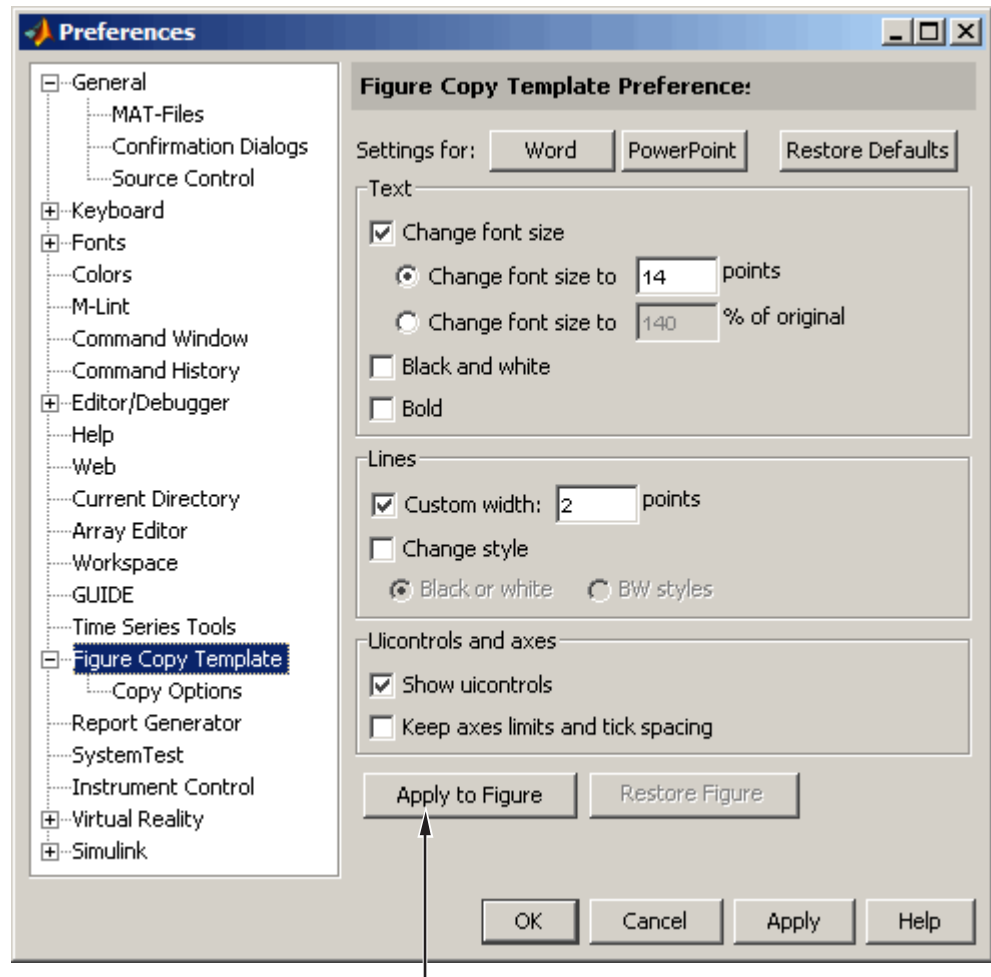 Preferences
General
MAT-Files
Confirmation Dialogs
Source Control
Keyboard
Fonts
Colors
M-Lint
Command Window
Command History
Editor/Debugger
Help
Web
Current Directory
Array Editor
Workspace
GUIDE
Time Series Tools
Figure Copy Template
Copy Options
Report Generator
SystemTest
Instrument Control
Virtual Reality
Simulink
Figure Copy Template Preference:
Settings for: Word PowerPoint Restore Defaults
Text
Change font size
Change font size to 14 points
Change font size to 140 % of original
Black and white
Bold
Lines
Custom width: 2 points
Change style
Black or white BW styles
Uicontrols and axes
Show uicontrols
Keep axes limits and tick spacing
Apply to Figure Restore Figure
OK Cancel Apply Help